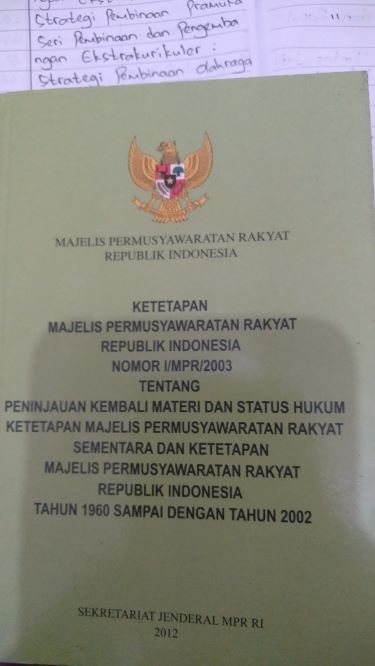 Strategi Pembinaan Pramuka
Seri Pembinaan dan Pengemba
ngan Ekstrakurikuler :
Strategi Pembinaan Olahraga
"
MAJELIS PERMUSYAWARATAN RAKYAT
REPUBLIK INDONESIA
KETETAPAN
MAJELIS PERMUSYAWARATAN RAKYAT
REPUBLIK INDONESIA
NOMOR I/MPR/2003
TENTANG
PENINJAUAN KEMBALI MATERI DAN STATUS HUKUM
KETETAPAN MAJELIS PERMUSYAWARATAN RAKYAT
SEMENTARA DAN KETETAPAN
MAJELIS PERMUSYAWARATAN RAKYAT
REPUBLIK INDONESIA
TAHUN 1960 SAMPAI DENGAN TAHUN 2002
SEKRETARIAT JENDERAL MPR RI
2012